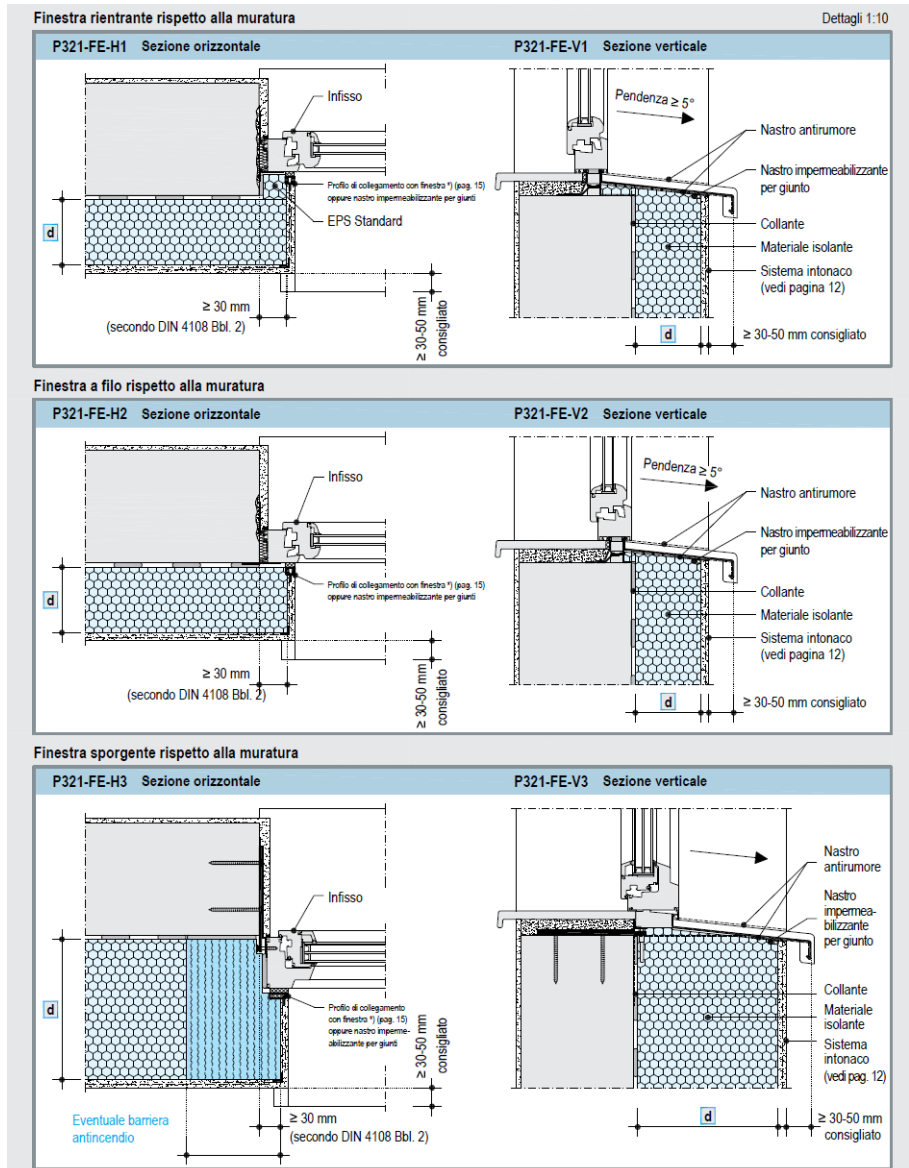 Finestra rientrante rispetto alla muratura
Dettagli 1:10
P321-FE-H1 Sezione orizzontale
P321-FE-V1 Sezione verticale
Infisso
Profilo di collegamento con finestra *) (pag. 15)
oppure nastro impermeabilizzante per giunti
EPS Standard
d
≥ 30 mm
(secondo DIN 4108 Bbl. 2)
≥ 30-50 mm
consigliato
Pendenza ≥ 5°
Nastro antirumore
Nastro impermeabilizzante
per giunto
Collante
Materiale isolante
Sistema intonaco
(vedi pagina 12)
d
≥ 30-50 mm consigliato
Finestra a filo rispetto alla muratura
P321-FE-H2 Sezione orizzontale
P321-FE-V2 Sezione verticale
Infisso
Profilo di collegamento con finestra *) (pag. 15)
oppure nastro impermeabilizzante per giunti
d
≥ 30 mm
(secondo DIN 4108 Bbl. 2)
≥ 30-50 mm
consigliato
Pendenza ≥ 5°
Nastro antirumore
Nastro impermeabilizzante
per giunto
Collante
Materiale isolante
Sistema intonaco
(vedi pagina 12)
d
≥ 30-50 mm consigliato
Finestra sporgente rispetto alla muratura
P321-FE-H3 Sezione orizzontale
P321-FE-V3 Sezione verticale
Infisso
Profilo di collegamento
con finestra *) (pag. 15)
oppure nastro imperme-
abilizzante per giunti
d
Eventuale barriera
antincendio
≥ 30 mm
(secondo DIN 4108 Bbl. 2)
≥ 30-50 mm
consigliato
Nastro
antirumore
Nastro
impermea-
bilizzante
per giunto
Collante
Materiale
isolante
Sistema
intonaco
(vedi pag. 12)
d
≥ 30-50 mm
consigliato